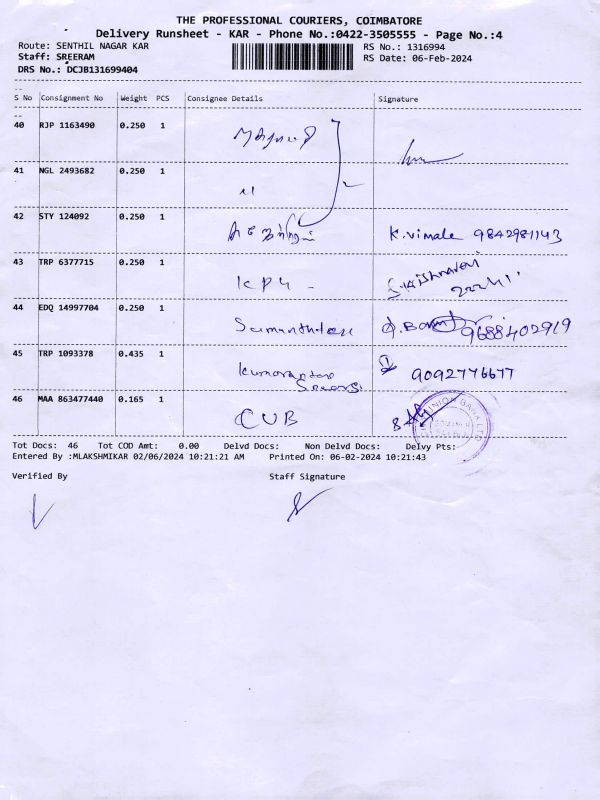 THE PROFESSIONAL COURIERS, COIMBATORE
Delivery Runsheet - KAR - Phone No.:0422-3505555 - Page No.:4
Route: SENTHIL NAGAR KAR
RS No.: 1316994
Staff: SREERAM
RS Date: 06-Feb-2024
DRS No.: DCJB131699404
S No Consignment No Weight PCS Consignee Details Signature
40 RJP 1163490 0.250 1
41 NGL 2493682 0.250 1
42 STY 124092 0.250 1 K.Vimale 9842981143
43 TRP 6377715 0.250 1 KPY -
44 EDQ 14997704 0.250 1 9688402919
45 TRP 1093378 0.435 1 9092776677
46 MAA 863477440 0.165 1 CUB
Tot Docs: 46 Tot COD Amt: 0.00 Delvd Docs: Non Delvd Docs: Delvy Pts:
Entered By :MLAKSHMIKAR 02/06/2024 10:21:21 AM Printed On: 06-02-2024 10:21:43
Verified By Staff Signature